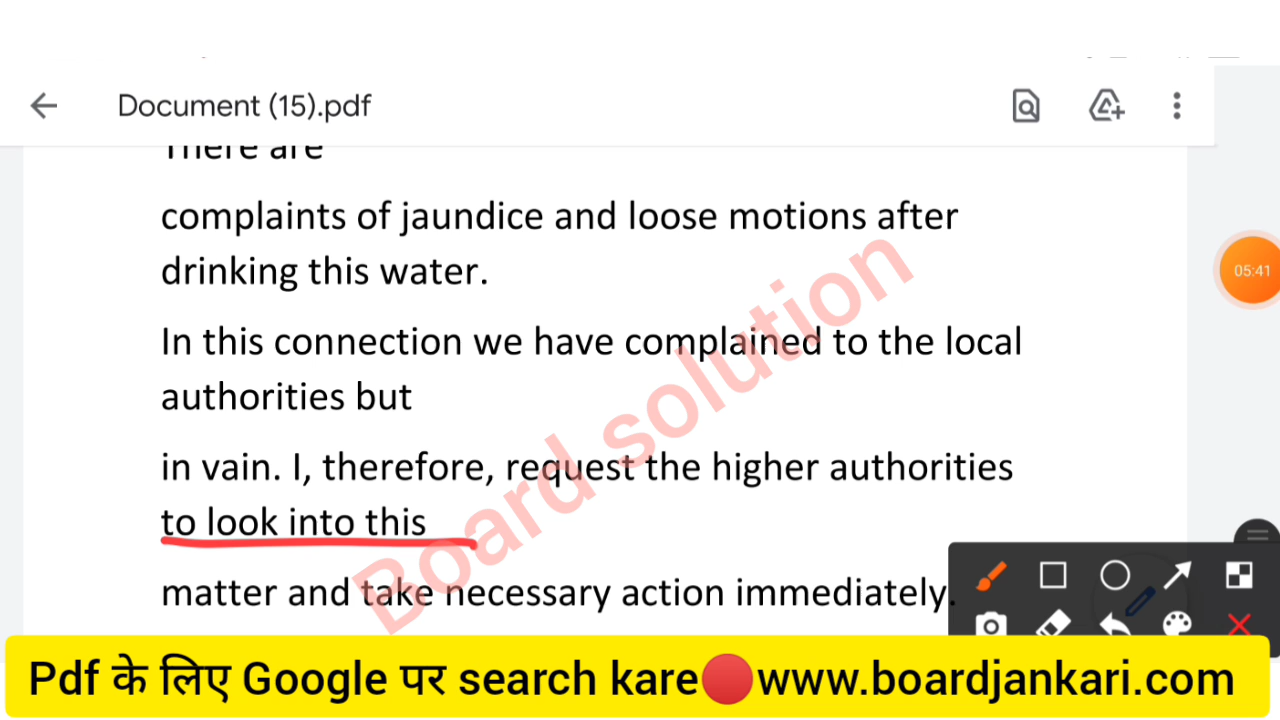 Document (15).pdf
There are
complaints of jaundice and loose motions after
drinking this water.
In this connection we have complained to the local
authorities but
in vain. I, therefore, request the higher authorities
to look into this
matter and take necessary action immediately.
Board solution
05:41
Pdf के लिए Google पर search kare🔴www.boardjankari.com